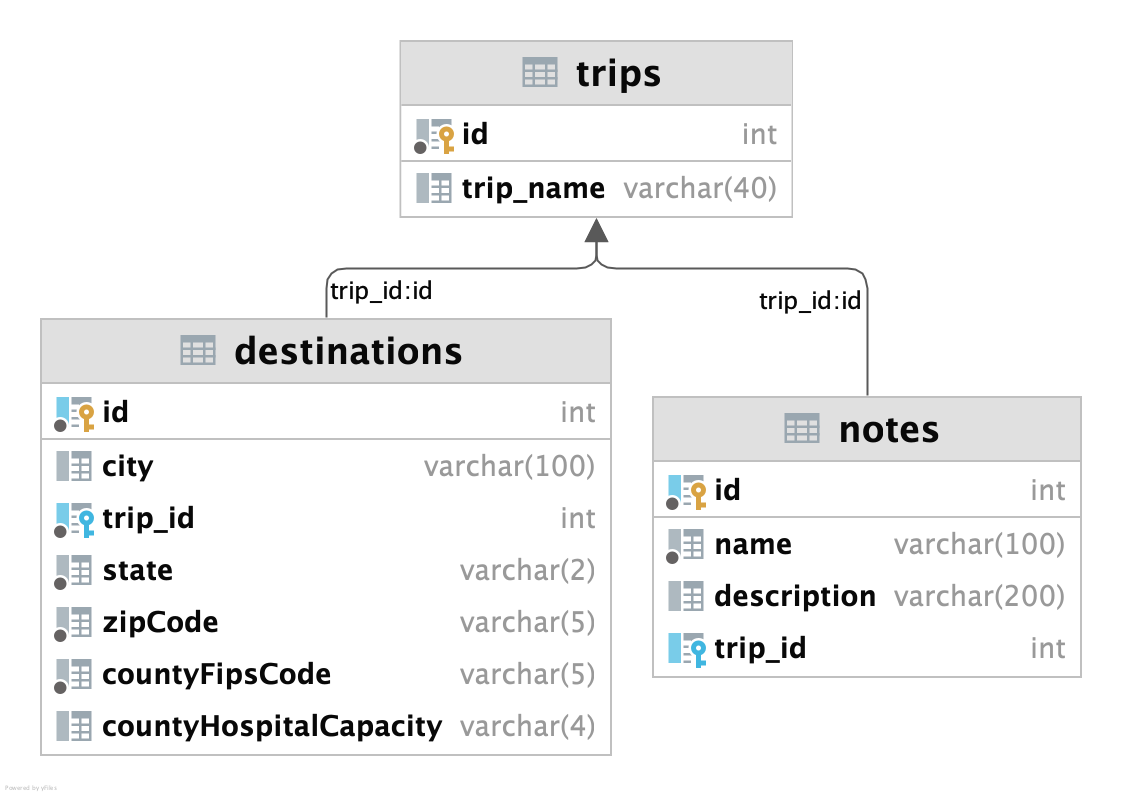 trips
id int
trip_name varchar(40)
trip_id:id
trip_id:id
destinations
id int
city varchar(100)
trip_id int
state varchar(2)
zipCode varchar(5)
countyFipsCode varchar(5)
countyHospitalCapacity varchar(4)
notes
id int
name varchar(100)
description varchar(200)
trip_id int
Powered by yFiles